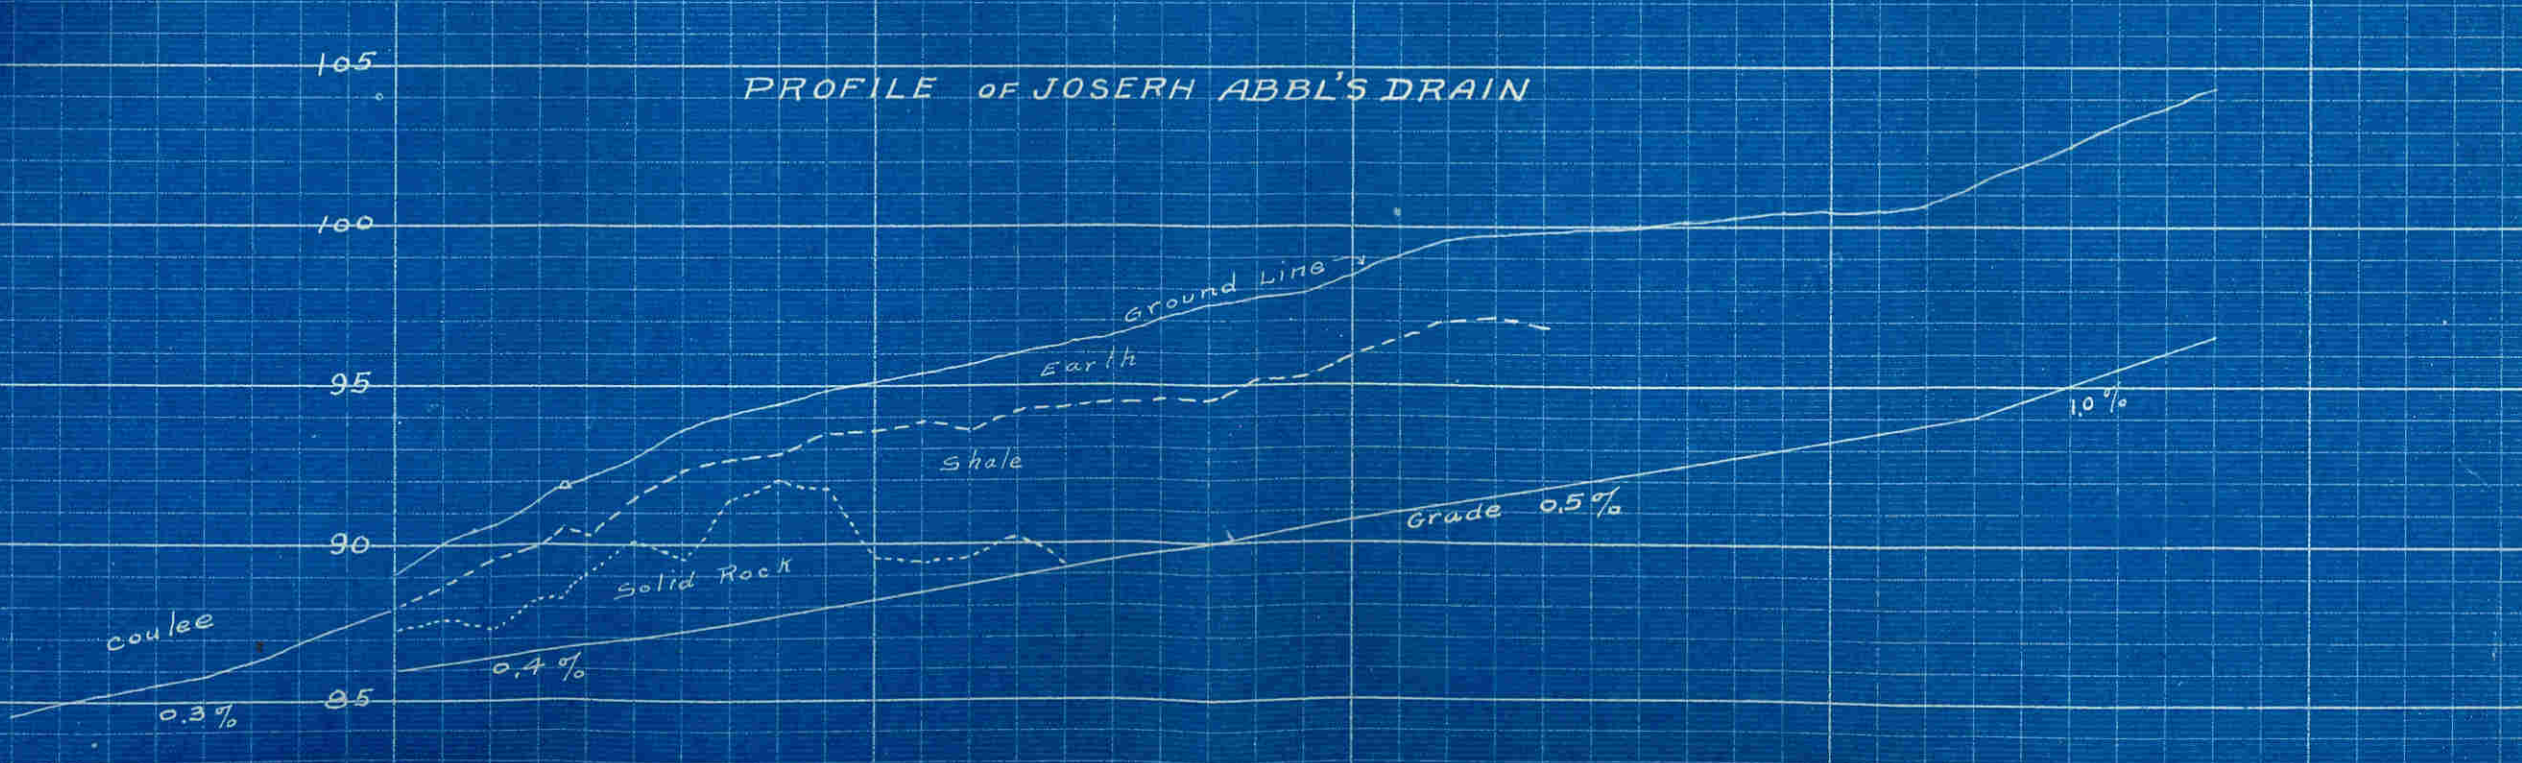 105
PROFILE OF JOSERH ABBL'S DRAIN
100
Ground Line
Earth
95
1.0%
Shale
Grade 0.5%
90
Solid Rock
coulee
0.4%
85
0.3%